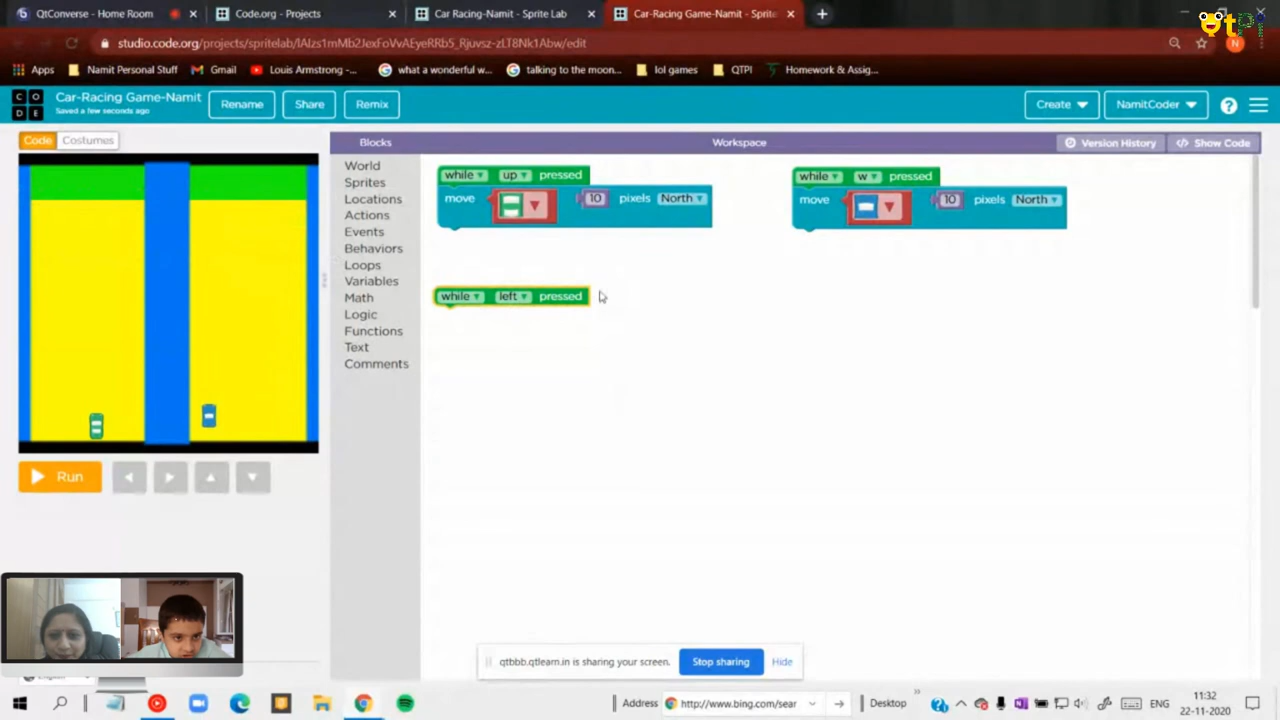 QtConverse - Home Room
Code.org - Projects
Car Racing-Namit - Sprite Lab
Car-Racing Game-Namit - Sprite
QtPi
studio.code.org/projects/spritelab/lAIzs1mMb2JexFoVvAEyeRRb5_Rjuvsz-zLT8Nk1Abw/edit
N
Apps
Namit Personal Stuff
Gmail
Louis Armstrong -...
what a wonderful w...
talking to the moon...
lol games
QTPI
Homework & Assig...
CODE
Car-Racing Game-Namit
Saved a few seconds ago
Rename
Share
Remix
Create
NamitCoder
?
Code
Costumes
Blocks
Workspace
Version History
Show Code
World
Sprites
Locations
Actions
Events
Behaviors
Loops
Variables
Math
Logic
Functions
Text
Comments
while up pressed
move 10 pixels North
while w pressed
move 10 pixels North
while left pressed
Run
qtbbb.qtlearn.in is sharing your screen.
Stop sharing
Hide
Address
http://www.bing.com/sear
Desktop
ENG
11:32
22-11-2020